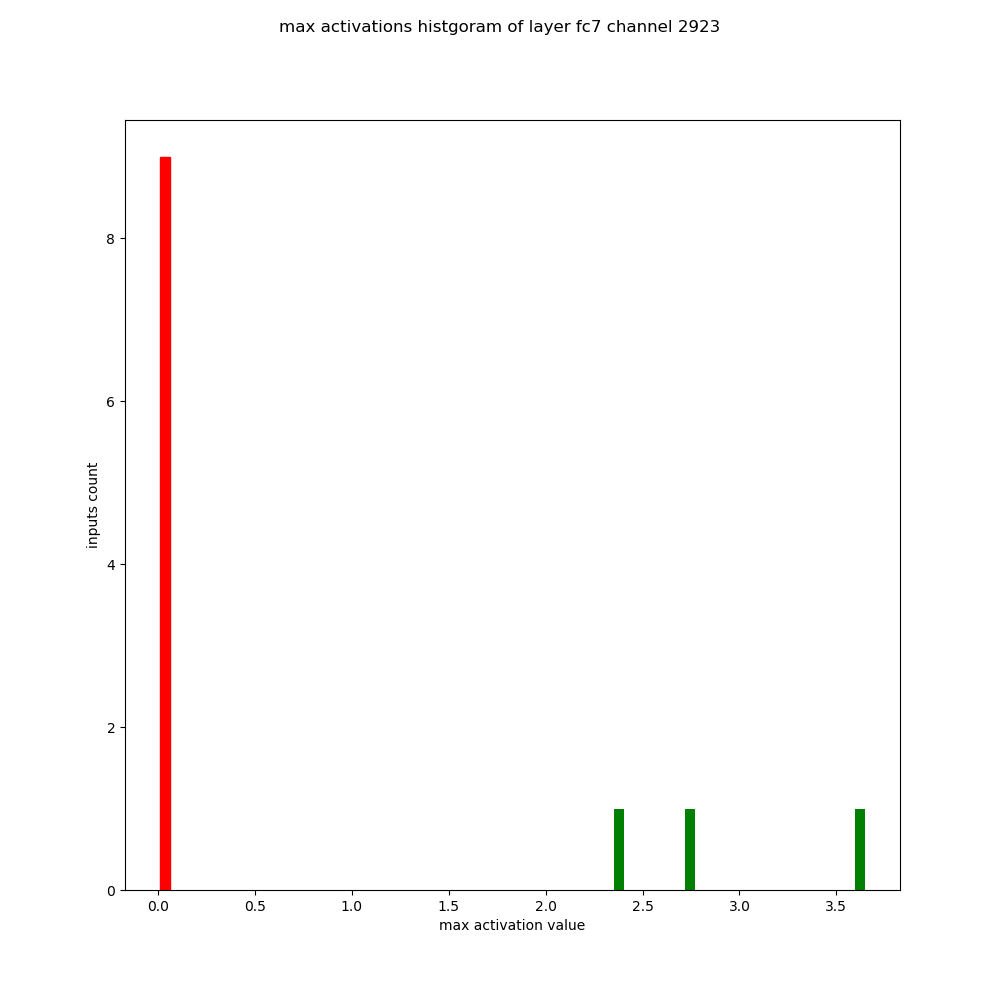 max activations histgoram of layer fc7 channel 2923
8
6
4
2
0
inputs count
0.0 0.5 1.0 1.5 2.0 2.5 3.0 3.5
max activation value